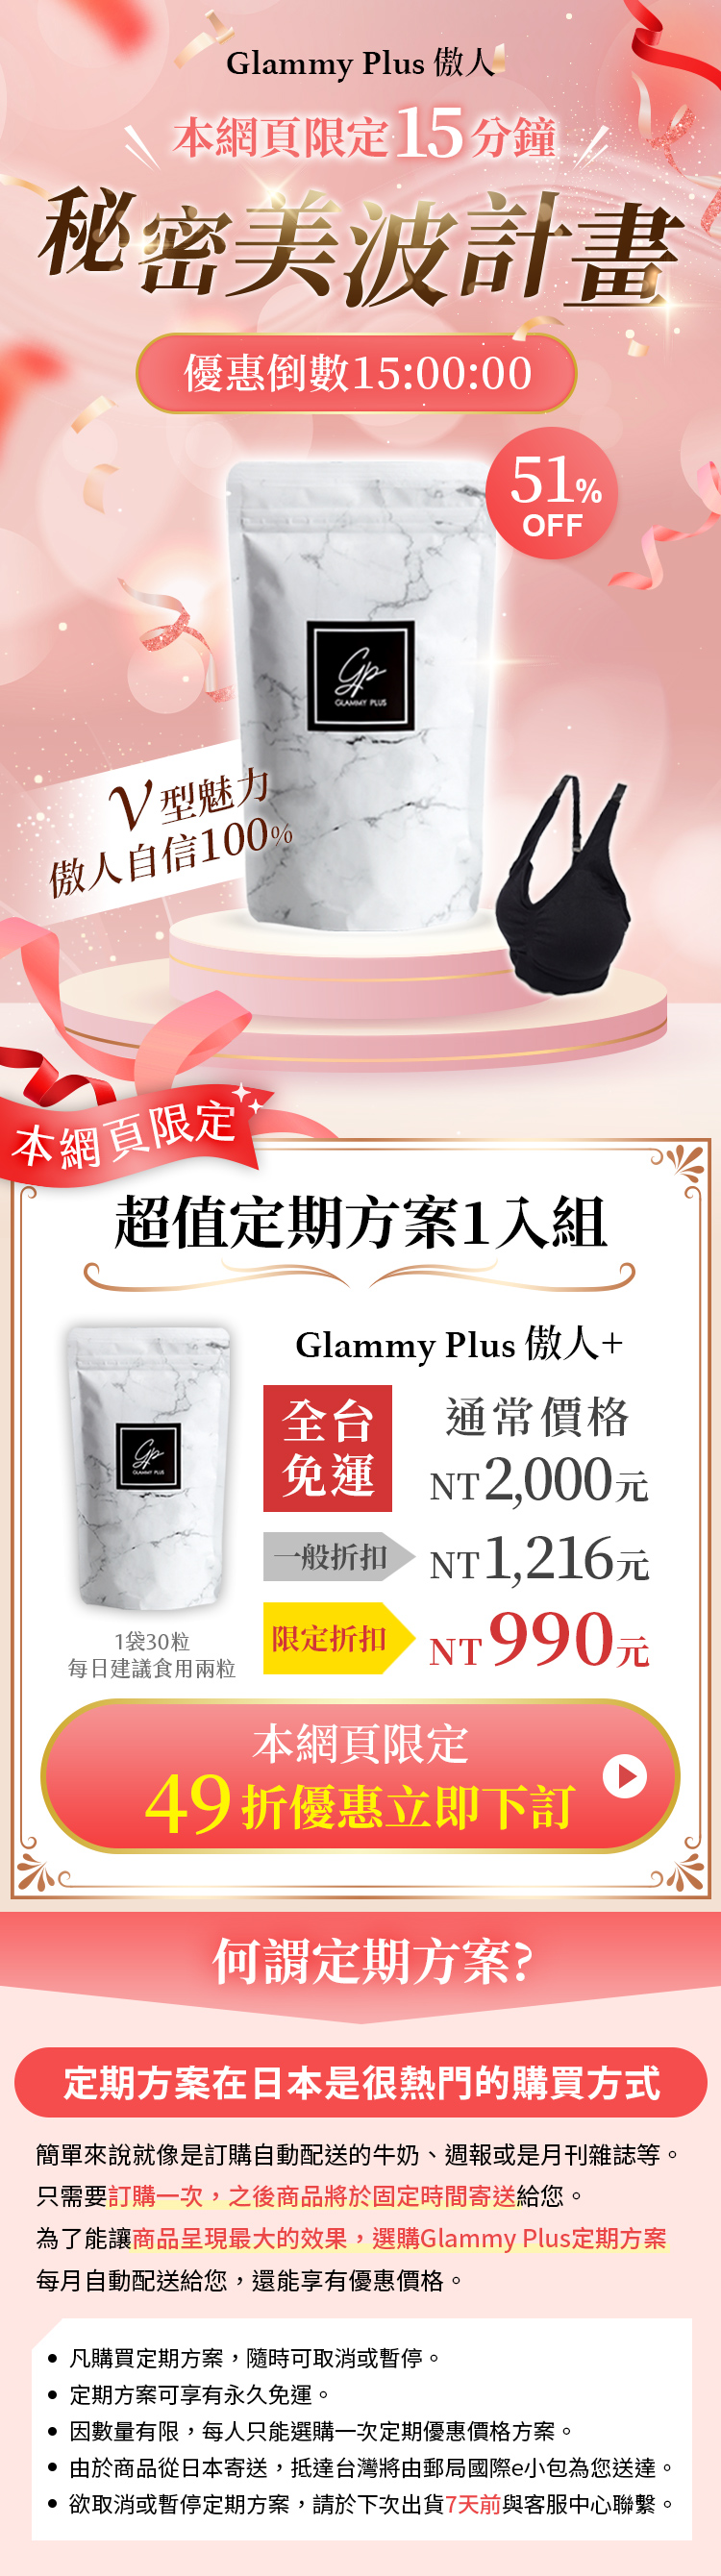 Glammy Plus 傲人
本網頁限定15分鐘
秘密美波計畫
優惠倒數15:00:00
51%
OFF
Gp
GLAMMY PLUS
V型魅力
傲人自信100%
本網頁限定
超值定期方案1入組
Glammy Plus 傲人+
Gp
GLAMMY PLUS
全台
免運
通常價格
NT2,000元
一般折扣
NT1,216元
限定折扣
NT990元
1袋30粒
每日建議食用兩粒
本網頁限定
49折優惠立即下訂
何謂定期方案?
定期方案在日本是很熱門的購買方式
簡單來說就像是訂購自動配送的牛奶、週報或是月刊雜誌等。
只需要訂購一次，之後商品將於固定時間寄送給您。
為了能讓商品呈現最大的效果，選購Glammy Plus定期方案
每月自動配送給您，還能享有優惠價格。
• 凡購買定期方案，隨時可取消或暫停。
• 定期方案可享有永久免運。
• 因數量有限，每人只能選購一次定期優惠價格方案。
• 由於商品從日本寄送，抵達台灣將由郵局國際e小包為您送達。
• 欲取消或暫停定期方案，請於下次出貨7天前與客服中心聯繫。